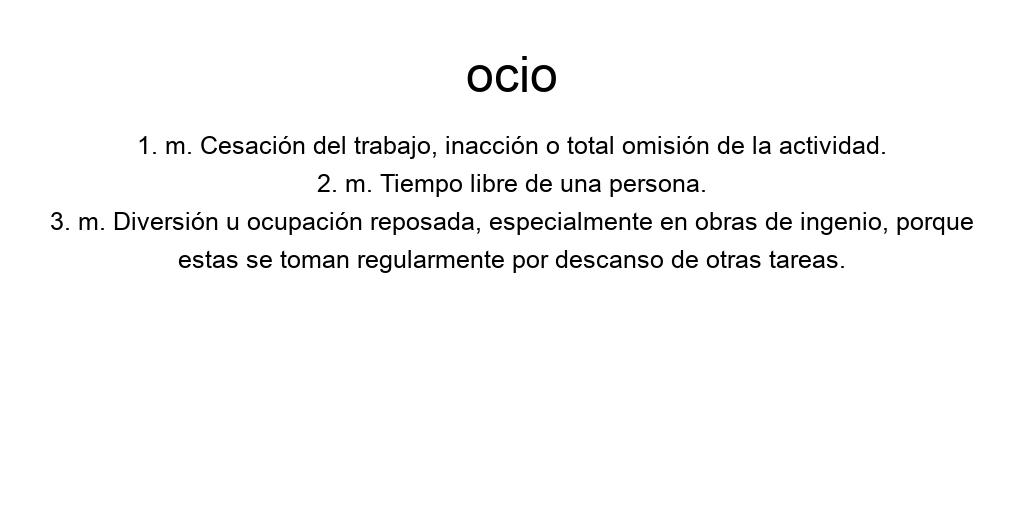 ocio
1. m. Cesación del trabajo, inacción o total omisión de la actividad.
2. m. Tiempo libre de una persona.
3. m. Diversión u ocupación reposada, especialmente en obras de ingenio, porque
estas se toman regularmente por descanso de otras tareas.